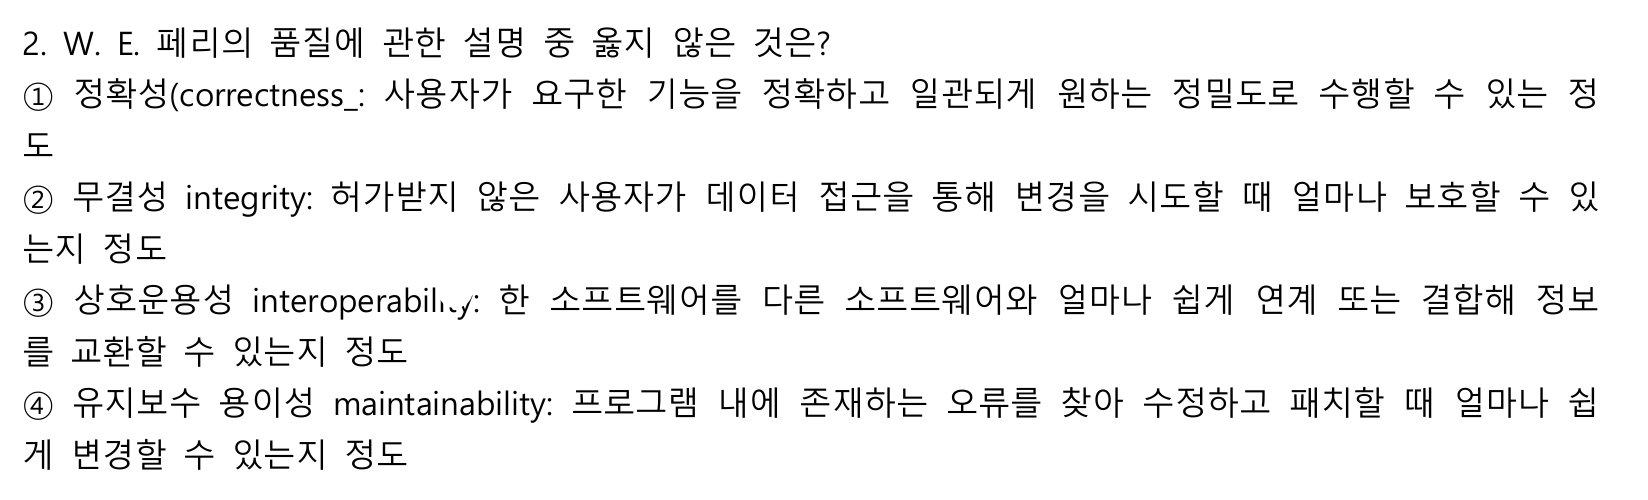 2. W. E. 페리의 품질에 관한 설명 중 옳지 않은 것은?
① 정확성(correctness_: 사용자가 요구한 기능을 정확하고 일관되게 원하는 정밀도로 수행할 수 있는 정
도
② 무결성 integrity: 허가받지 않은 사용자가 데이터 접근을 통해 변경을 시도할 때 얼마나 보호할 수 있
는지 정도
③ 상호운용성 interoperability: 한 소프트웨어를 다른 소프트웨어와 얼마나 쉽게 연계 또는 결합해 정보
를 교환할 수 있는지 정도
④ 유지보수 용이성 maintainability: 프로그램 내에 존재하는 오류를 찾아 수정하고 패치할 때 얼마나 쉽
게 변경할 수 있는지 정도